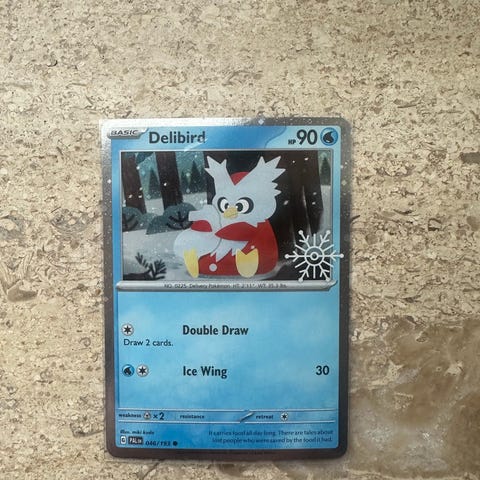 BASIC
Delibird HP 90
NO. 0225 Delivery Pokémon HT: 2'11" WT: 35.3 lbs.
Double Draw
Draw 2 cards.
Ice Wing 30
weakness ×2 resistance retreat
Illus. miki kudo
G PAL EN 046/193
It carries food all day long. There are tales about
lost people who were saved by the food it had.